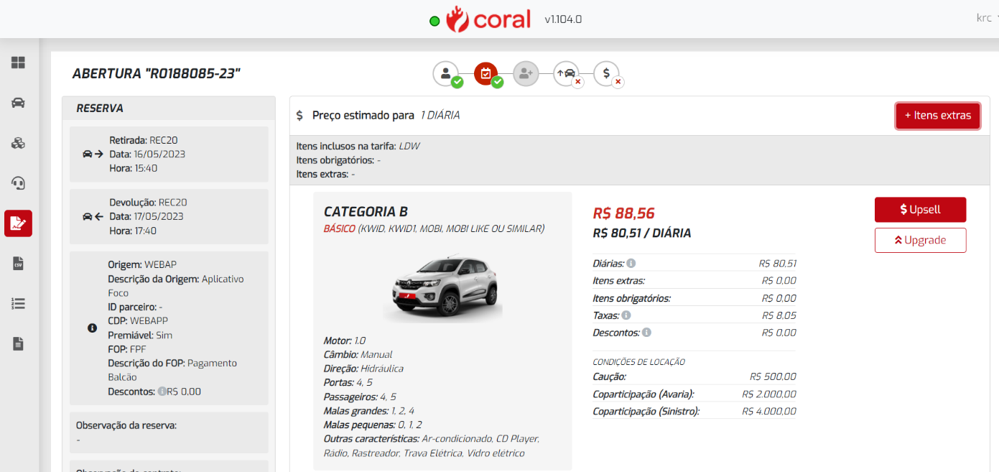 coral v1.104.0
krc
ABERTURA "RO188085-23"
RESERVA
Retirada: REC20
Data: 16/05/2023
Hora: 15:40
Devolução: REC20
Data: 17/05/2023
Hora: 17:40
Origem: WEBAP
Descrição da Origem: Aplicativo
Foco
ID parceiro: -
CDP: WEBAPP
Premiável: Sim
FOP: FPF
Descrição do FOP: Pagamento
Balcão
Descontos: R$ 0,00
Observação da reserva:
-
Observação do contrato:
$ Preço estimado para 1 DIÁRIA
+ Itens extras
Itens inclusos na tarifa: LDW
Itens obrigatórios: -
Itens extras: -
CATEGORIA B
BÁSICO (KWID, KWID1, MOBI, MOBI LIKE OU SIMILAR)
Motor: 1.0
Câmbio: Manual
Direção: Hidráulica
Portas: 4, 5
Passageiros: 4, 5
Malas grandes: 1, 2, 4
Malas pequenas: 0, 1, 2
Outras características: Ar-condicionado, CD Player,
Rádio, Rastreador, Trava Elétrica, Vidro elétrico
R$ 88,56
R$ 80,51 / DIÁRIA
Diárias: R$ 80,51
Itens extras: R$ 0,00
Itens obrigatórios: R$ 0,00
Taxas: R$ 8,05
Descontos: R$ 0,00
CONDIÇÕES DE LOCAÇÃO
Caução: R$ 500,00
Coparticipação (Avaria): R$ 2.000,00
Coparticipação (Sinistro): R$ 4.000,00
$ Upsell
Upgrade